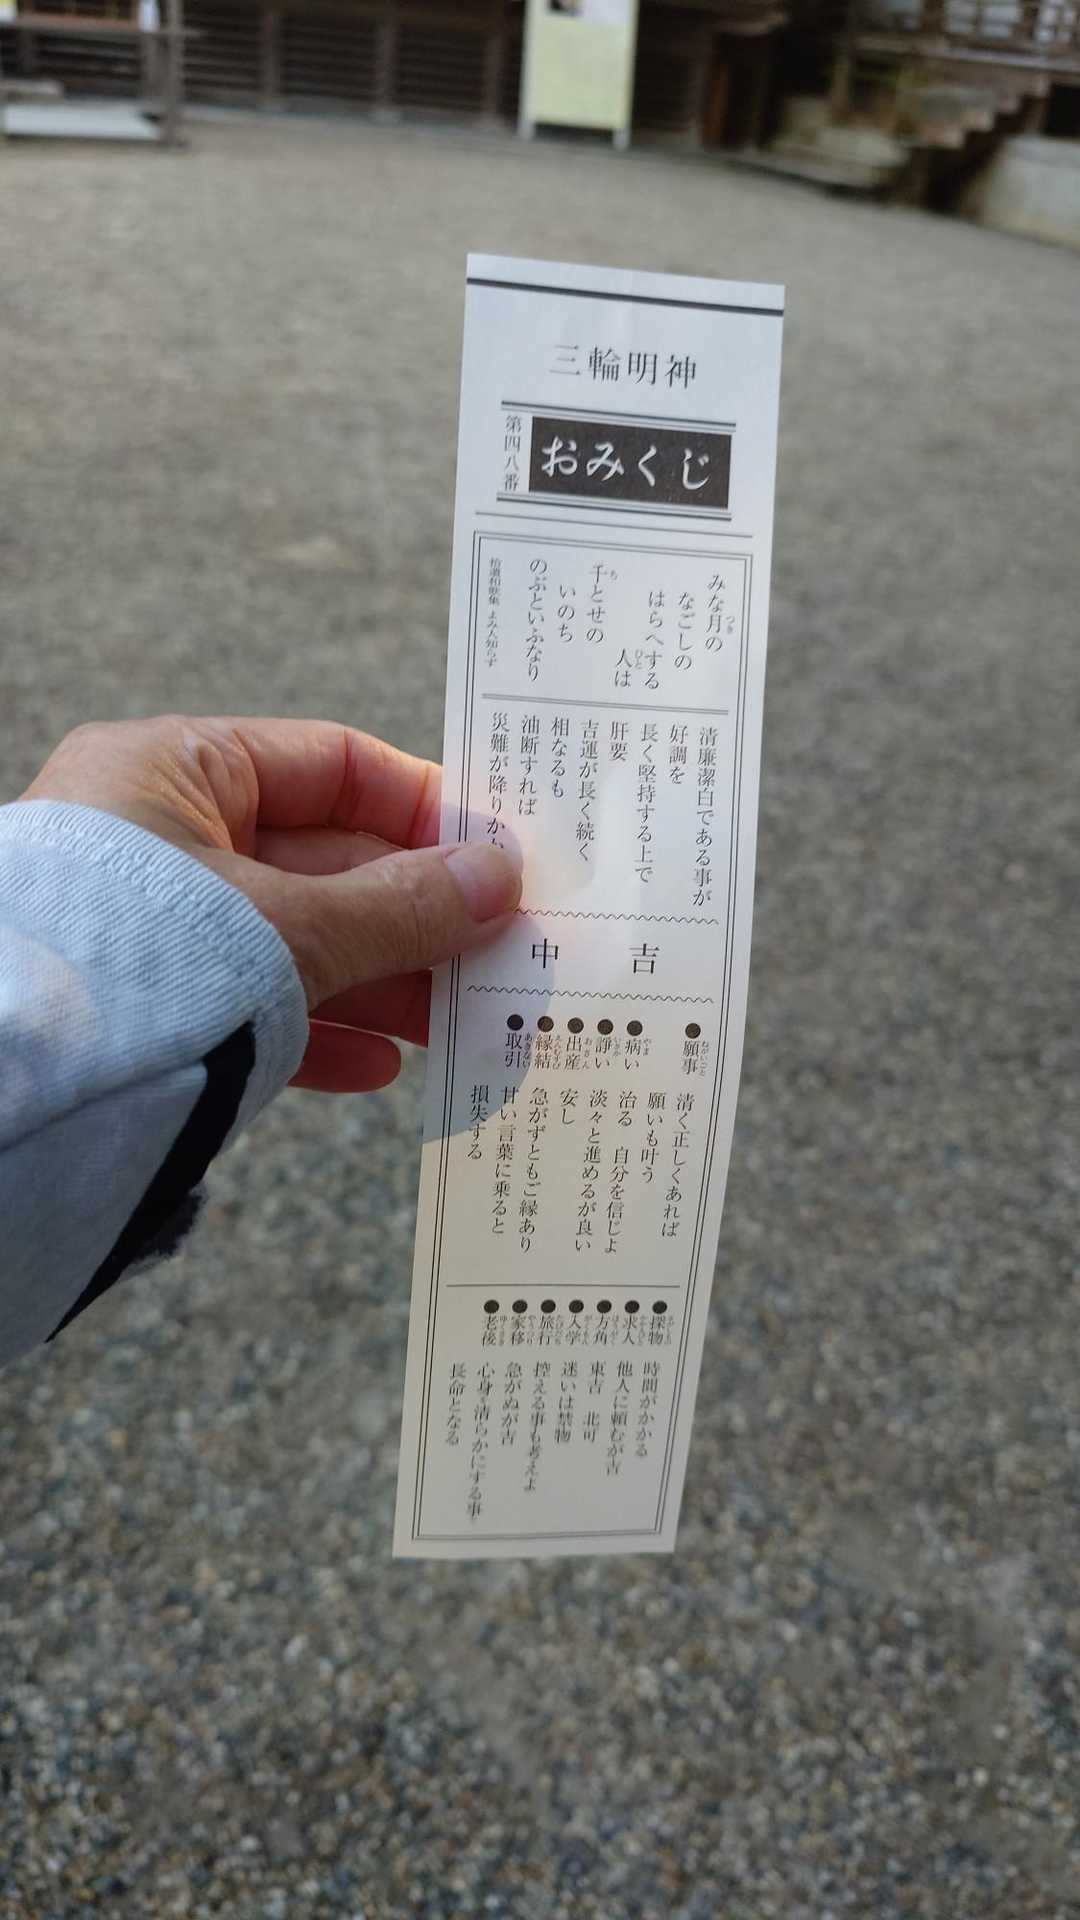 三輪明神
おみくじ
第四八番
みな月の
なごしの
はらへする
人は
千とせの
いのち
のぶといふなり
拾遺和歌集 よみ人知らず
清廉潔白である事が
好調を
長く堅持する上で
肝要
吉運が長く続く
相なるも
油断すれば
災難が降りかか
吉中
●願事 清く正しくあれば
願いも叶う
●病い 治る 自分を信じよ
●諍い 淡々と進めるが良い
●出産 安し
●縁結 急がずともご縁あり
●取引 甘い言葉に乗ると
損失する
●探物 時間がかかる
●求人 他人に頼むが吉
●方角 東吉 北可
●入学 迷いは禁物
●旅行 控える事も考えよ
●家移 急がぬが吉
●老後 心身を清らかにする事で
長命となる